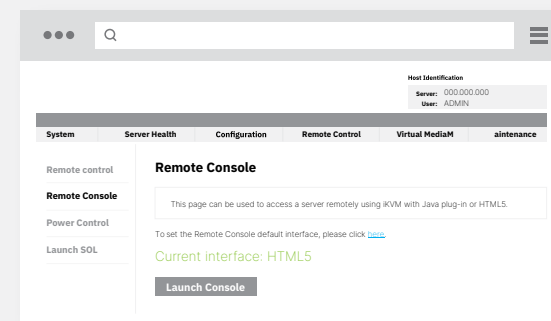 Host Identification
Server: 000.000.000
User: ADMIN
System Server Health Configuration Remote Control Virtual MediaM aintenance
Remote control
Remote Console
Power Control
Launch SOL
Remote Console
This page can be used to access a server remotely using iKVM with Java plug-in or HTML5.
To set the Remote Console default interface, please click here.
Current interface: HTML5
Launch Console